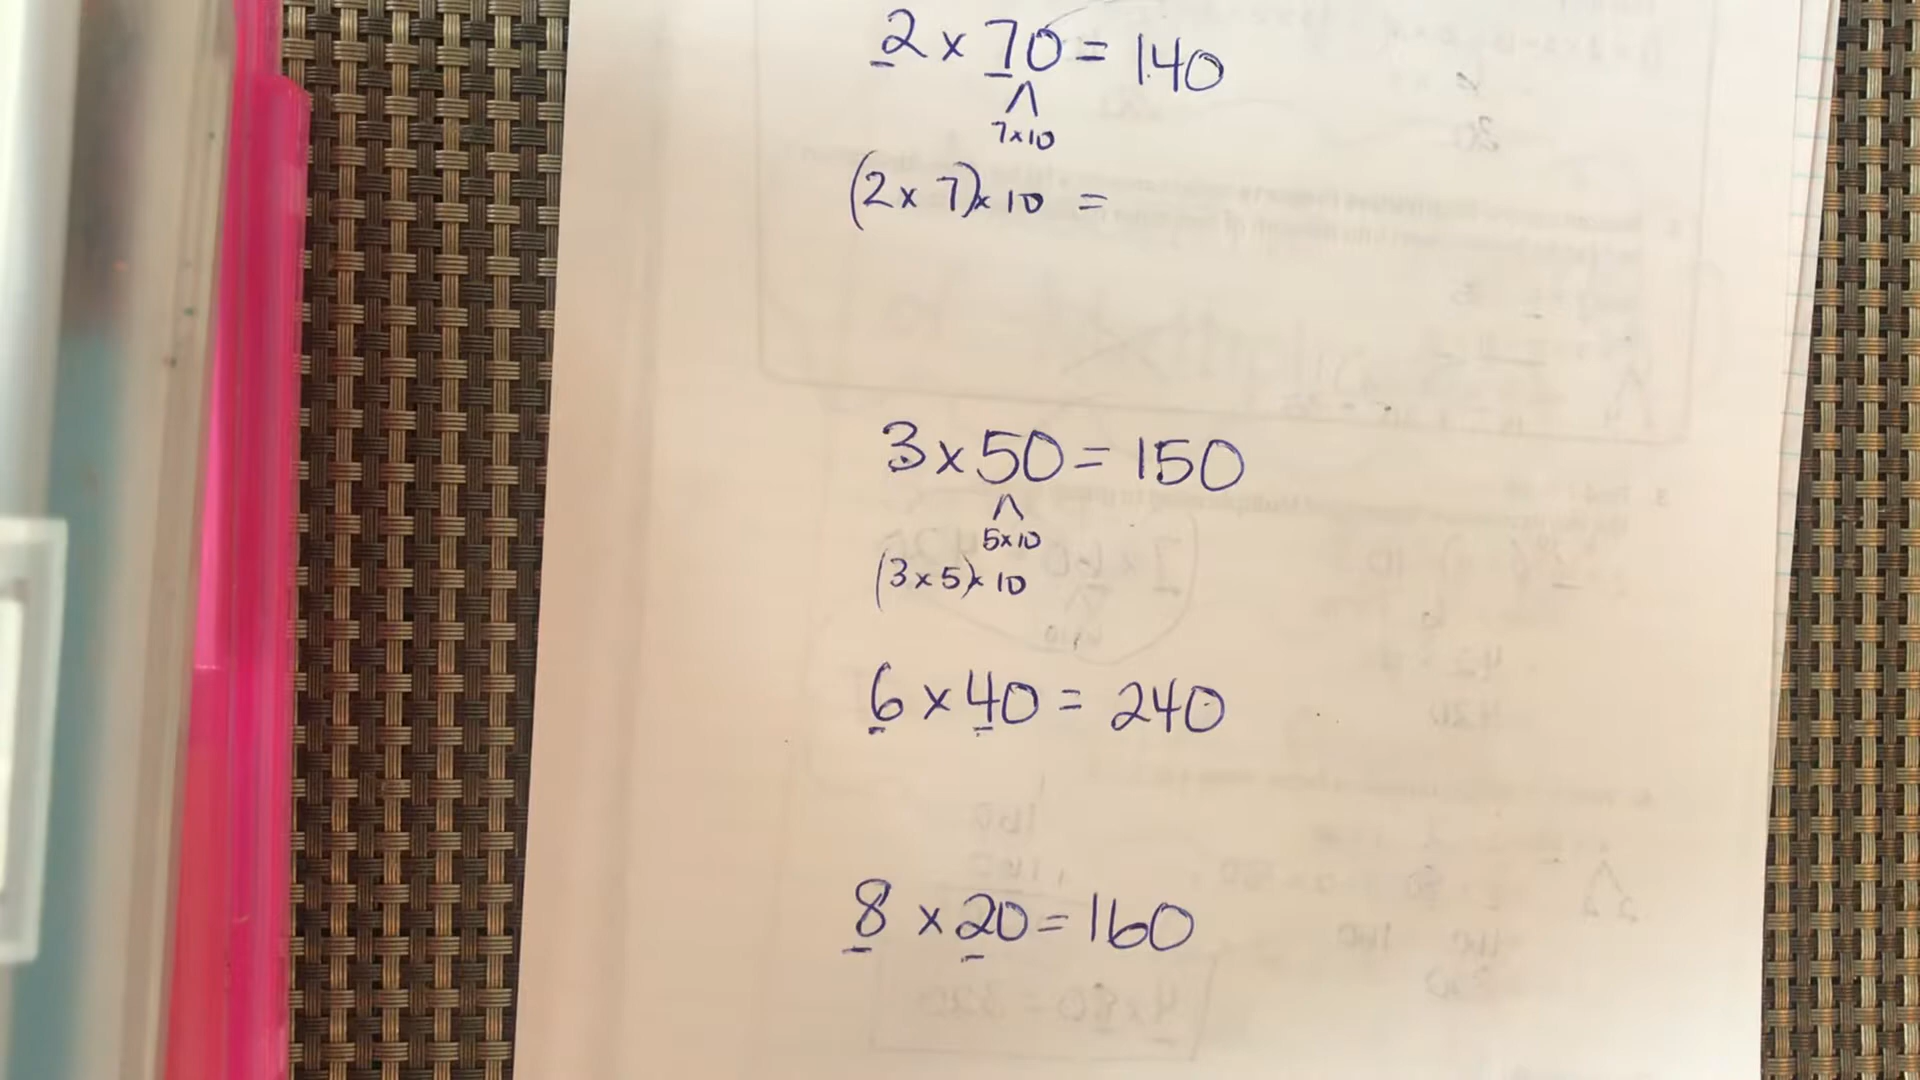 2 x 70 = 140
7x10
(2 x 7)x 10 =
3 x 50 = 150
5x10
(3 x 5)x 10
6 x 40 = 240
8 x 20 = 160